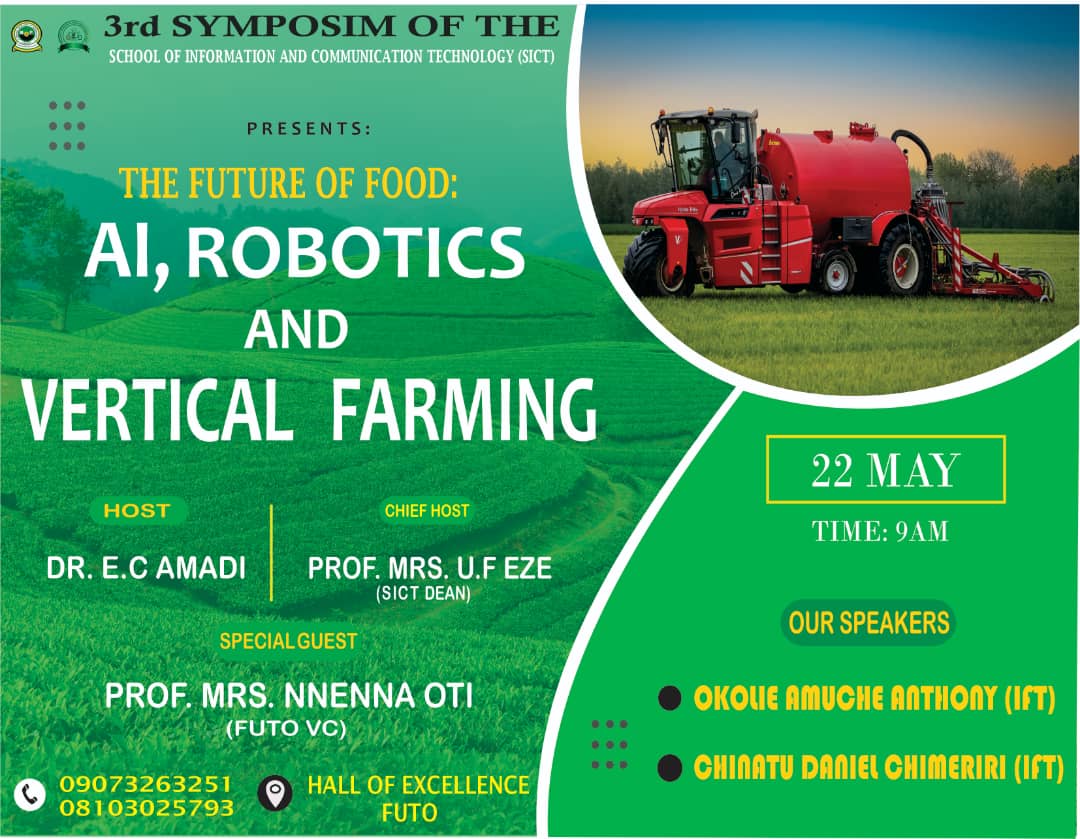 3rd SYMPOSIM OF THE
SCHOOL OF INFORMATION AND COMMUNICATION TECHNOLOGY (SICT)
PRESENTS:
THE FUTURE OF FOOD:
AI, ROBOTICS
AND
VERTICAL FARMING
HOST
DR. E.C AMADI
CHIEF HOST
PROF. MRS. U.F EZE
(SICT DEAN)
SPECIAL GUEST
PROF. MRS. NNENNA OTI
(FUTO VC)
09073263251
08103025793
HALL OF EXCELLENCE
FUTO
22 MAY
TIME: 9AM
OUR SPEAKERS
OKOLIE AMUCHE ANTHONY (IFT)
CHINATU DANIEL CHIMERIRI (IFT)